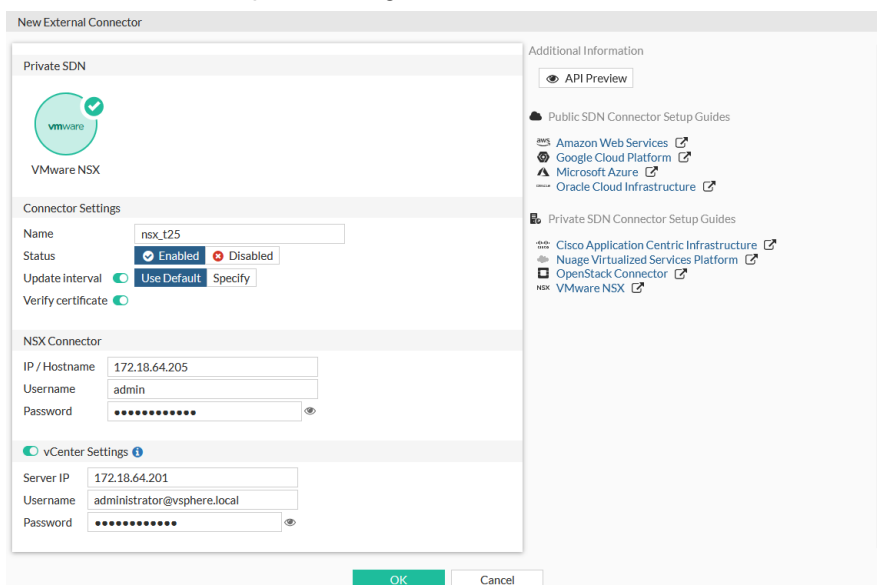 New External Connector
Private SDN
vmware
VMware NSX
Connector Settings
Name nsx_t25
Status Enabled Disabled
Update interval Use Default Specify
Verify certificate
NSX Connector
IP / Hostname 172.18.64.205
Username admin
Password ●●●●●●●●●●●●
vCenter Settings
Server IP 172.18.64.201
Username administrator@vsphere.local
Password ●●●●●●●●●●●●
OK Cancel
Additional Information
API Preview
Public SDN Connector Setup Guides
aws Amazon Web Services
Google Cloud Platform
Microsoft Azure
Oracle Cloud Infrastructure
Private SDN Connector Setup Guides
Cisco Application Centric Infrastructure
Nuage Virtualized Services Platform
OpenStack Connector
NSX VMware NSX